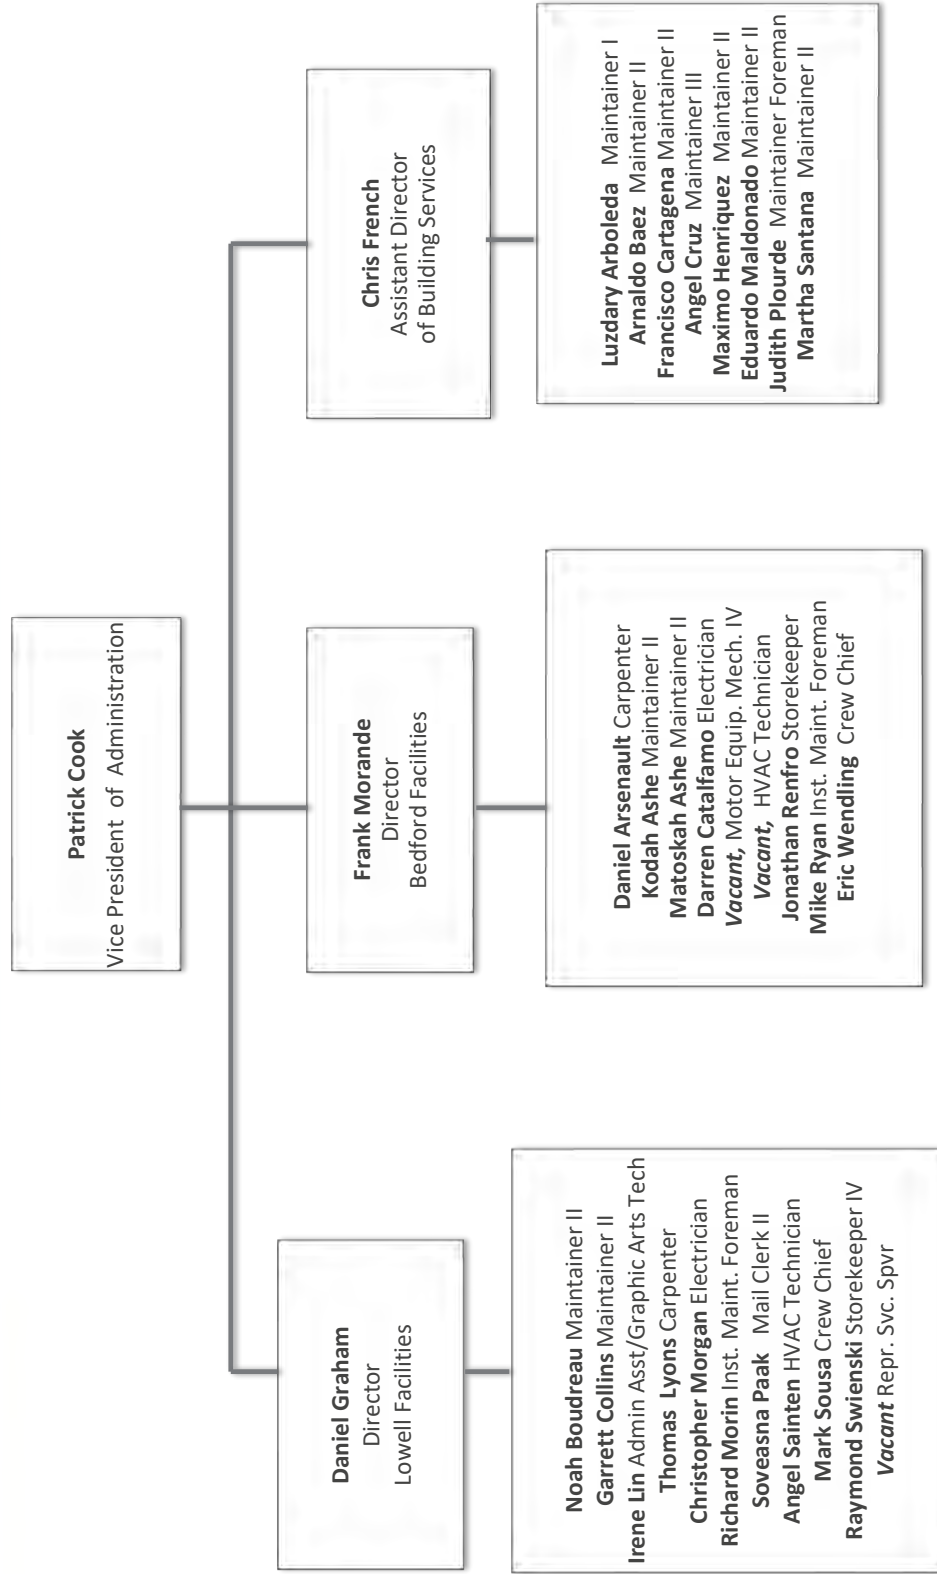 Patrick Cook
Vice President of Administration
Daniel Graham
Director
Lowell Facilities
Frank Morande
Director
Bedford Facilities
Chris French
Assistant Director
of Building Services
Noah Boudreau Maintainer II
Garrett Collins Maintainer II
Irene Lin Admin Asst/Graphic Arts Tech
Thomas Lyons Carpenter
Christopher Morgan Electrician
Richard Morin Inst. Maint. Foreman
Soveasna Paak Mail Clerk II
Angel Sainten HVAC Technician
Mark Sousa Crew Chief
Raymond Swienski Storekeeper IV
Vacant Repr. Svc. Spvr
Daniel Arsenault Carpenter
Kodah Ashe Maintainer II
Matoskah Ashe Maintainer II
Darren Catalfamo Electrician
Vacant, Motor Equip. Mech. IV
Vacant, HVAC Technician
Jonathan Renfro Storekeeper
Mike Ryan Inst. Maint. Foreman
Eric Wendling Crew Chief
Luzdary Arboleda Maintainer I
Arnaldo Baez Maintainer II
Francisco Cartagena Maintainer II
Angel Cruz Maintainer III
Maximo Henriquez Maintainer II
Eduardo Maldonado Maintainer II
Judith Plourde Maintainer Foreman
Martha Santana Maintainer II